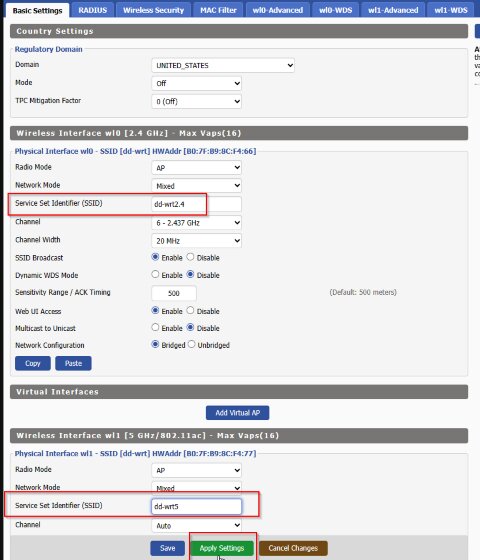 Basic Settings RADIUS Wireless Security MAC Filter wl0-Advanced wl0-WDS wl1-Advanced wl1-WDS
Country Settings
Regulatory Domain
Domain UNITED_STATES
Mode Off
TPC Mitigation Factor 0 (Off)
Wireless Interface wl0 [2.4 GHz] - Max Vaps(16)
Physical Interface wl0 - SSID [dd-wrt] HWAddr [B0:7F:B9:8C:F4:66]
Radio Mode AP
Network Mode Mixed
Service Set Identifier (SSID) dd-wrt2.4
Channel 6 - 2.437 GHz
Channel Width 20 MHz
SSID Broadcast Enable Disable
Dynamic WDS Mode Enable Disable
Sensitivity Range / ACK Timing 500 (Default: 500 meters)
Web UI Access Enable Disable
Multicast to Unicast Enable Disable
Network Configuration Bridged Unbridged
Copy Paste
Virtual Interfaces
Add Virtual AP
Wireless Interface wl1 [5 GHz/802.11ac] - Max Vaps(16)
Physical Interface wl1 - SSID [dd-wrt] HWAddr [B0:7F:B9:8C:F4:77]
Radio Mode AP
Network Mode Mixed
Service Set Identifier (SSID) dd-wrt5
Channel Auto
Save Apply Settings Cancel Changes